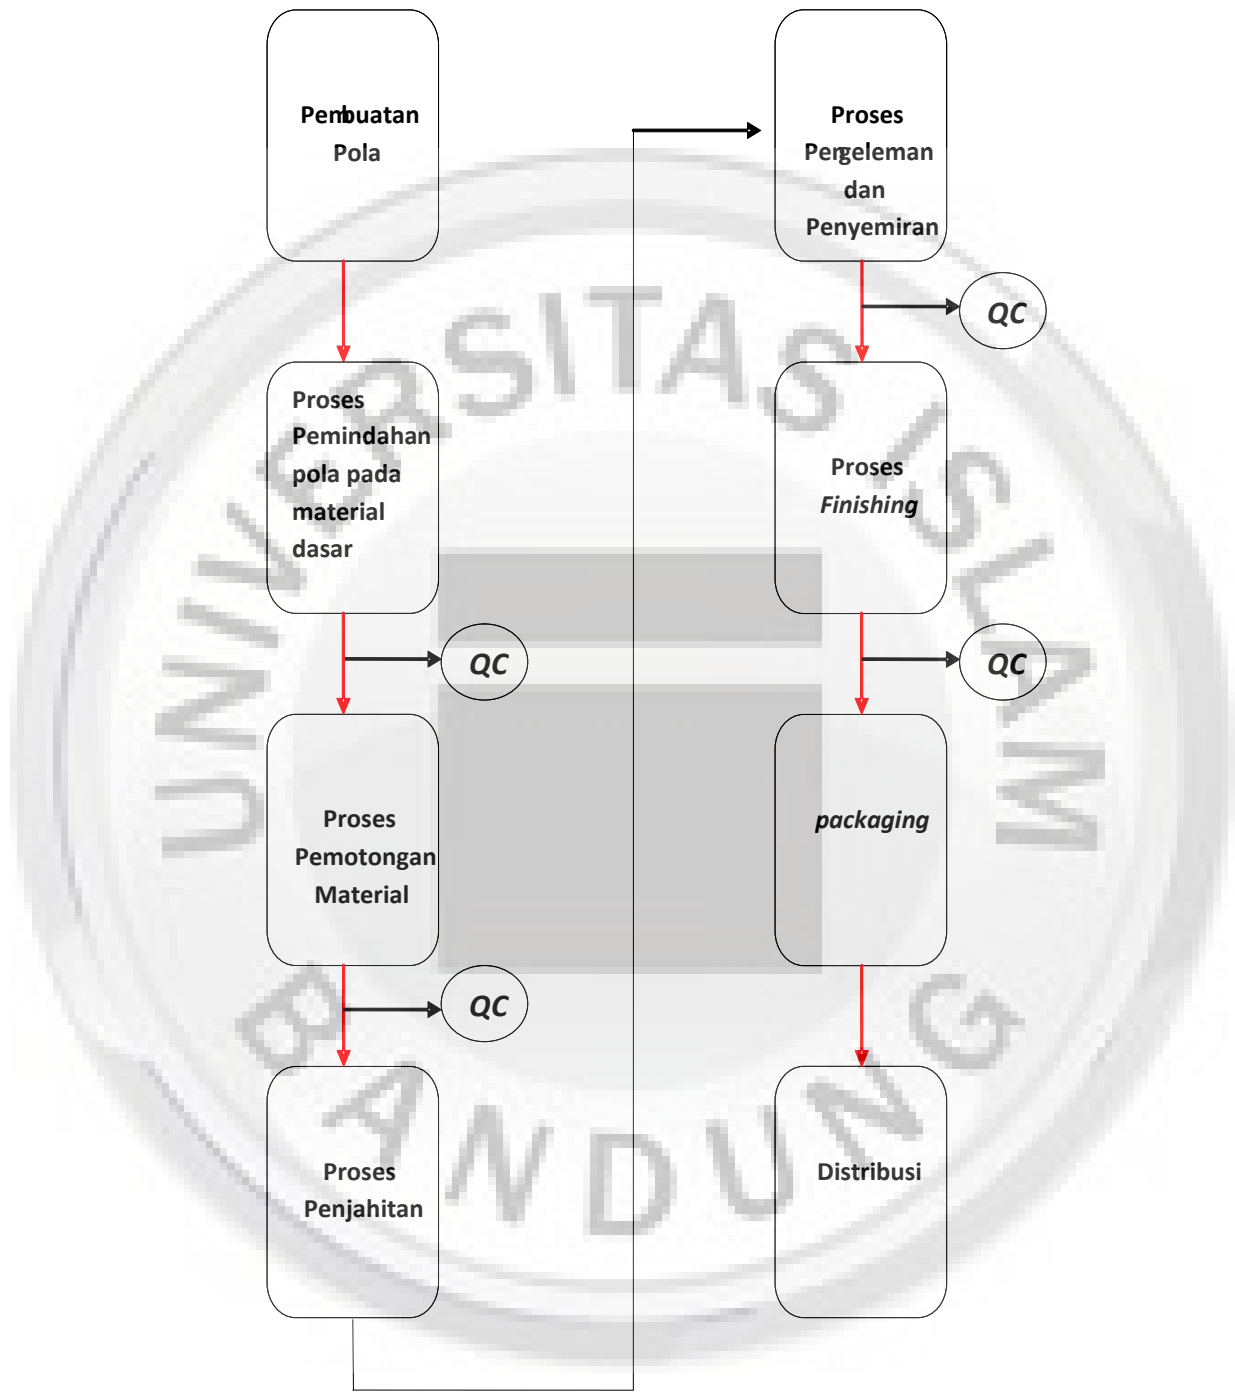 Pembuatan
Pola
Proses
Pemindahan
pola pada
material
dasar
QC
Proses
Pemotongan
Material
QC
Proses
Penjahitan
Proses
Pengeleman
dan
Penyemiran
QC
Proses
Finishing
QC
packaging
Distribusi
UNIVERSITAS ISLAM
BANDUNG